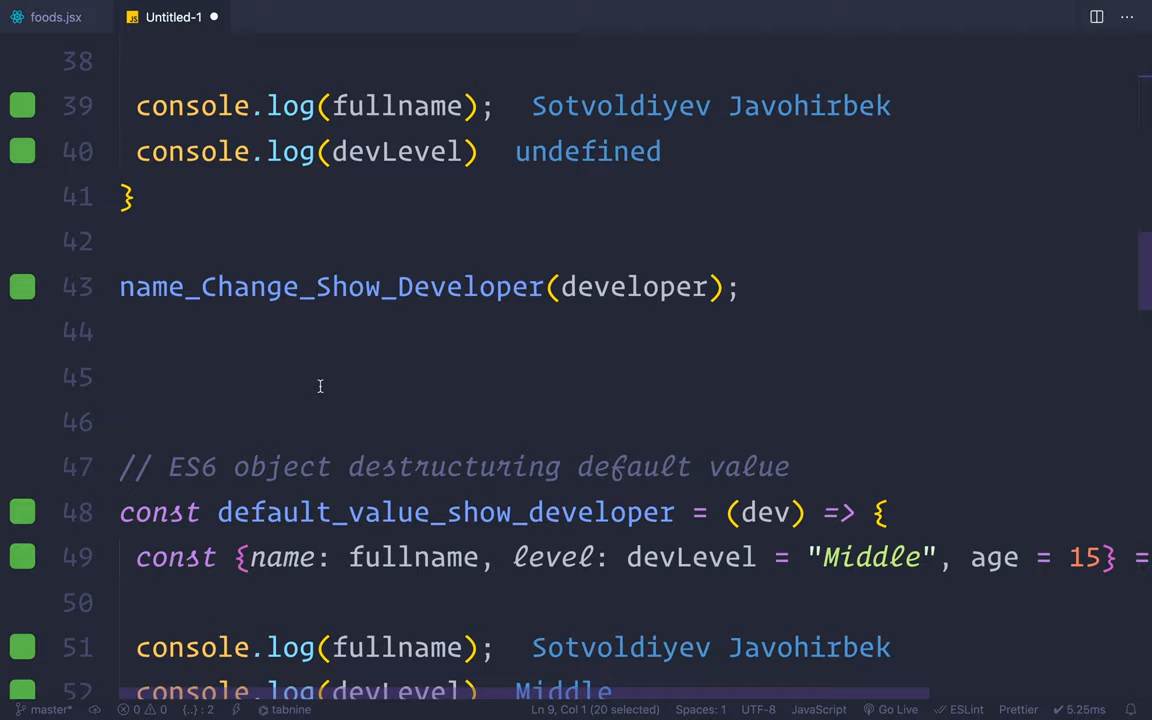 foods.jsx Untitled-1
38
39 console.log(fullname); Sotvoldiyev Javohirbek
40 console.log(devLevel) undefined
41 }
42
43 name_Change_Show_Developer(developer);
44
45
46
47 // ES6 object destructuring default value
48 const default_value_show_developer = (dev) => {
49 const {name: fullname, level: devLevel = "Middle", age = 15} =
50
51 console.log(fullname); Sotvoldiyev Javohirbek
52 console.log(devLevel) Middle
master* 0 0 {..} : 2 tabnine Ln 9, Col 1 (20 selected) Spaces: 1 UTF-8 JavaScript Go Live ESLint Prettier ✓ 5.25ms